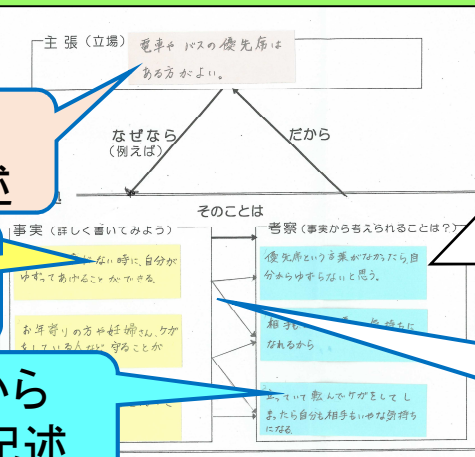 主張(立場)
電車や バスの優先席は
ある方がよい。
なぜなら
(例えば)
だから
述
そのことは
事実(詳しく書いてみよう)
ない時に、自分が
ゆずってあげることができる。
お年寄りの方や妊婦さん、ケガ
をしている人など 守ることが
考察(事実から考えられることは?)
優先席という言葉がなかったら、自
分からゆずらないと思う。
相手も
気持ちに
なれるから
立っていて転んでケガをしてし
まったら自分も相手もいやな気持ち
になる
から
記述